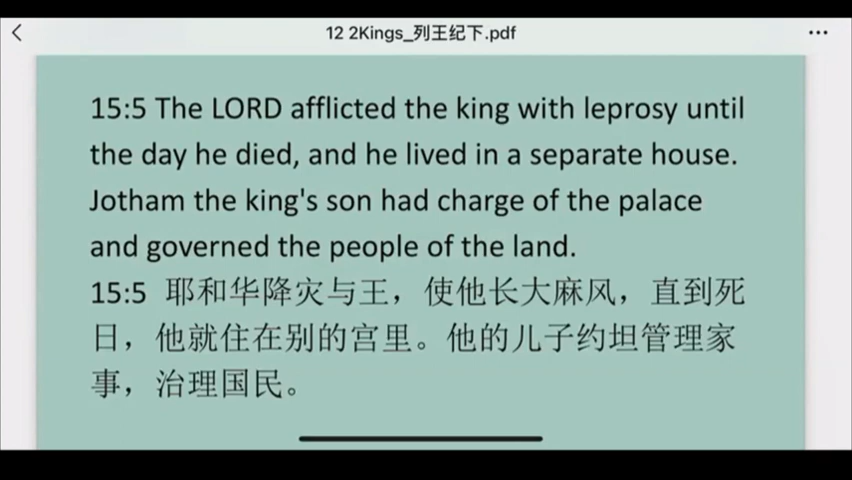 12 2Kings_列王纪下.pdf
15:5 The LORD afflicted the king with leprosy until
the day he died, and he lived in a separate house.
Jotham the king's son had charge of the palace
and governed the people of the land.
15:5 耶和华降灾与王，使他长大麻风，直到死
日，他就住在别的宫里。他的儿子约坦管理家
事，治理国民。